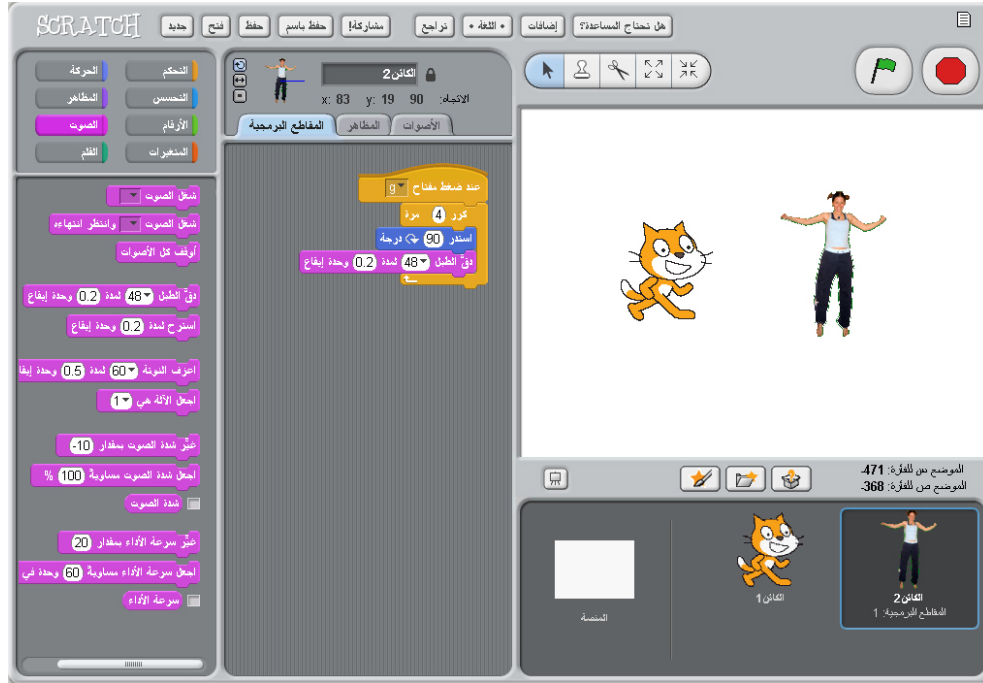 SCRATCH
جديد
فتح
حفظ
حفظ باسم
مشاركة!
تراجع
• اللغة •
إضافات
هل تحتاج المساعدة؟
التحكم
الحركة
التحسس
المظاهر
الأرقام
الصوت
المتغيرات
القلم
الكائن2
x: 83 y: 19 الاتجاه: 90
المقاطع البرمجية
المظاهر
الأصوات
شغّل الصوت
شغّل الصوت وانتظر انتهاءه
أوقف كل الأصوات
دقّ الطبل 48 لمدة 0.2 وحدة إيقاع
استرح لمدة 0.2 وحدة إيقاع
اعزف النوتة 60 لمدة 0.5 وحدة إيقا
اجعل الآلة هي 1
غيّر شدة الصوت بمقدار 10-
اجعل شدة الصوت مساوية 100 %
شدة الصوت
غيّر سرعة الأداء بمقدار 20
اجعل سرعة الأداء مساوية 60 وحدة في
سرعة الأداء
عند ضغط مفتاح g
كرر 4 مرة
استدر 90 درجة
دقّ الطبل 48 لمدة 0.2 وحدة إيقاع
الموضع س للفأرة: 471-
الموضع ص للفأرة: 368-
الكائن2
المقاطع البرمجية: 1
الكائن1
المنصة